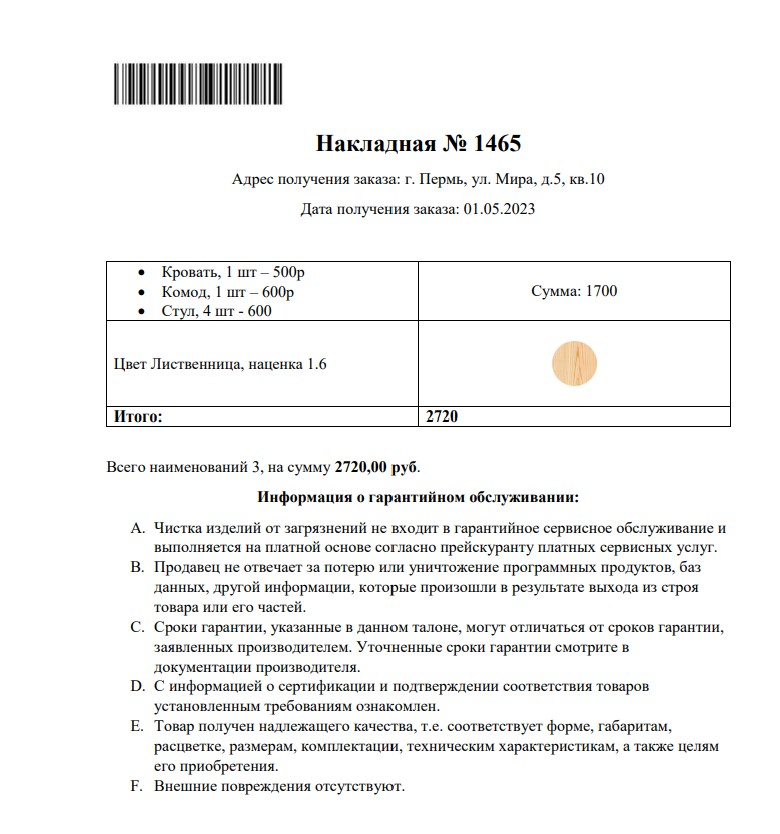 Накладная № 1465
Адрес получения заказа: г. Пермь, ул. Мира, д.5, кв.10
Дата получения заказа: 01.05.2023
• Кровать, 1 шт – 500р
• Комод, 1 шт – 600р
• Стул, 4 шт - 600
Сумма: 1700
Цвет Лиственница, наценка 1.6
Итого: 2720
Всего наименований 3, на сумму 2720,00 руб.
Информация о гарантийном обслуживании:
A. Чистка изделий от загрязнений не входит в гарантийное сервисное обслуживание и
выполняется на платной основе согласно прейскуранту платных сервисных услуг.
B. Продавец не отвечает за потерю или уничтожение программных продуктов, баз
данных, другой информации, которые произошли в результате выхода из строя
товара или его частей.
C. Сроки гарантии, указанные в данном талоне, могут отличаться от сроков гарантии,
заявленных производителем. Уточненные сроки гарантии смотрите в
документации производителя.
D. С информацией о сертификации и подтверждении соответствия товаров
установленным требованиям ознакомлен.
E. Товар получен надлежащего качества, т.е. соответствует форме, габаритам,
расцветке, размерам, комплектации, техническим характеристикам, а также целям
его приобретения.
F. Внешние повреждения отсутствуют.